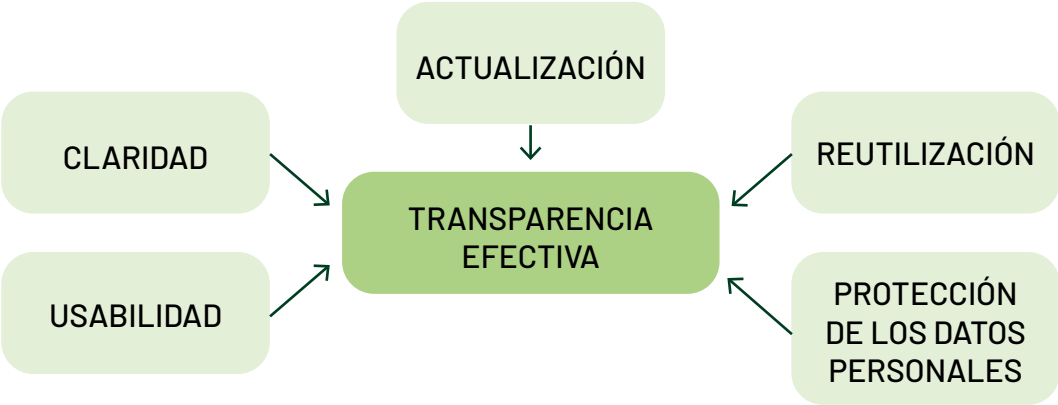 ACTUALIZACIÓN
CLARIDAD
REUTILIZACIÓN
TRANSPARENCIA
EFECTIVA
USABILIDAD
PROTECCIÓN
DE LOS DATOS
PERSONALES